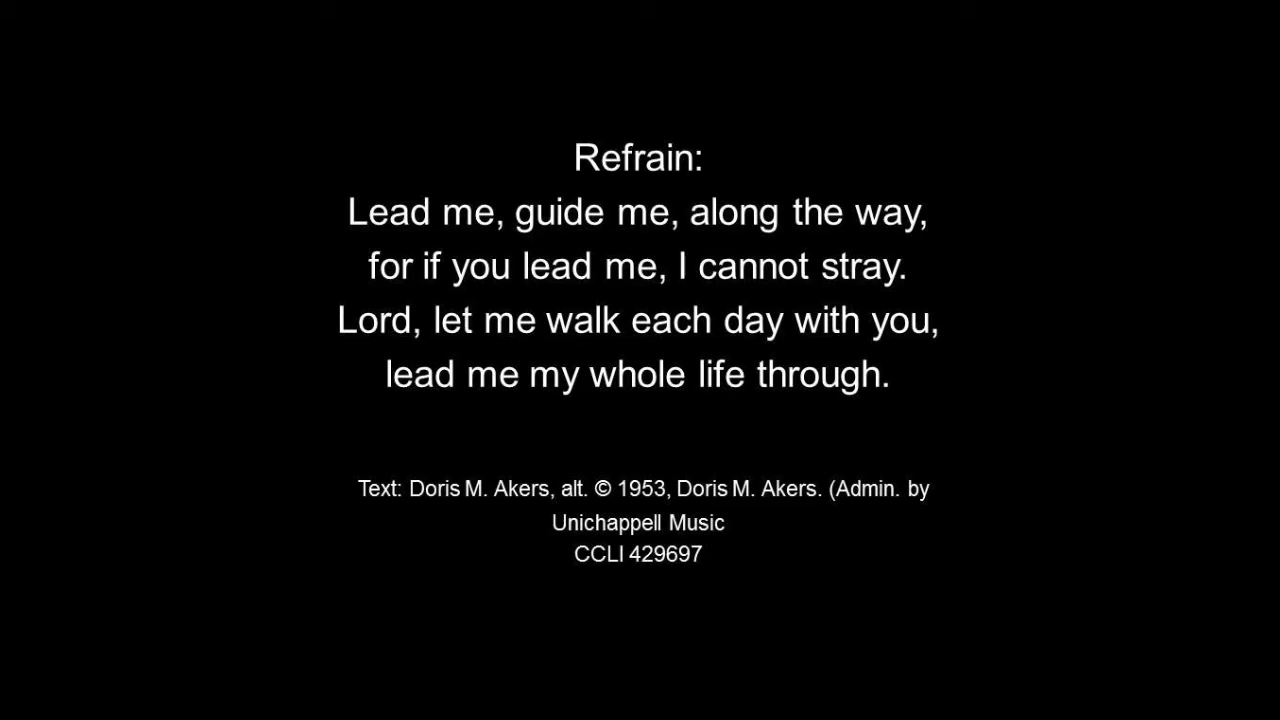 Refrain:
Lead me, guide me, along the way,
for if you lead me, I cannot stray.
Lord, let me walk each day with you,
lead me my whole life through.
Text: Doris M. Akers, alt. © 1953, Doris M. Akers. (Admin. by
Unichappell Music
CCLI 429697